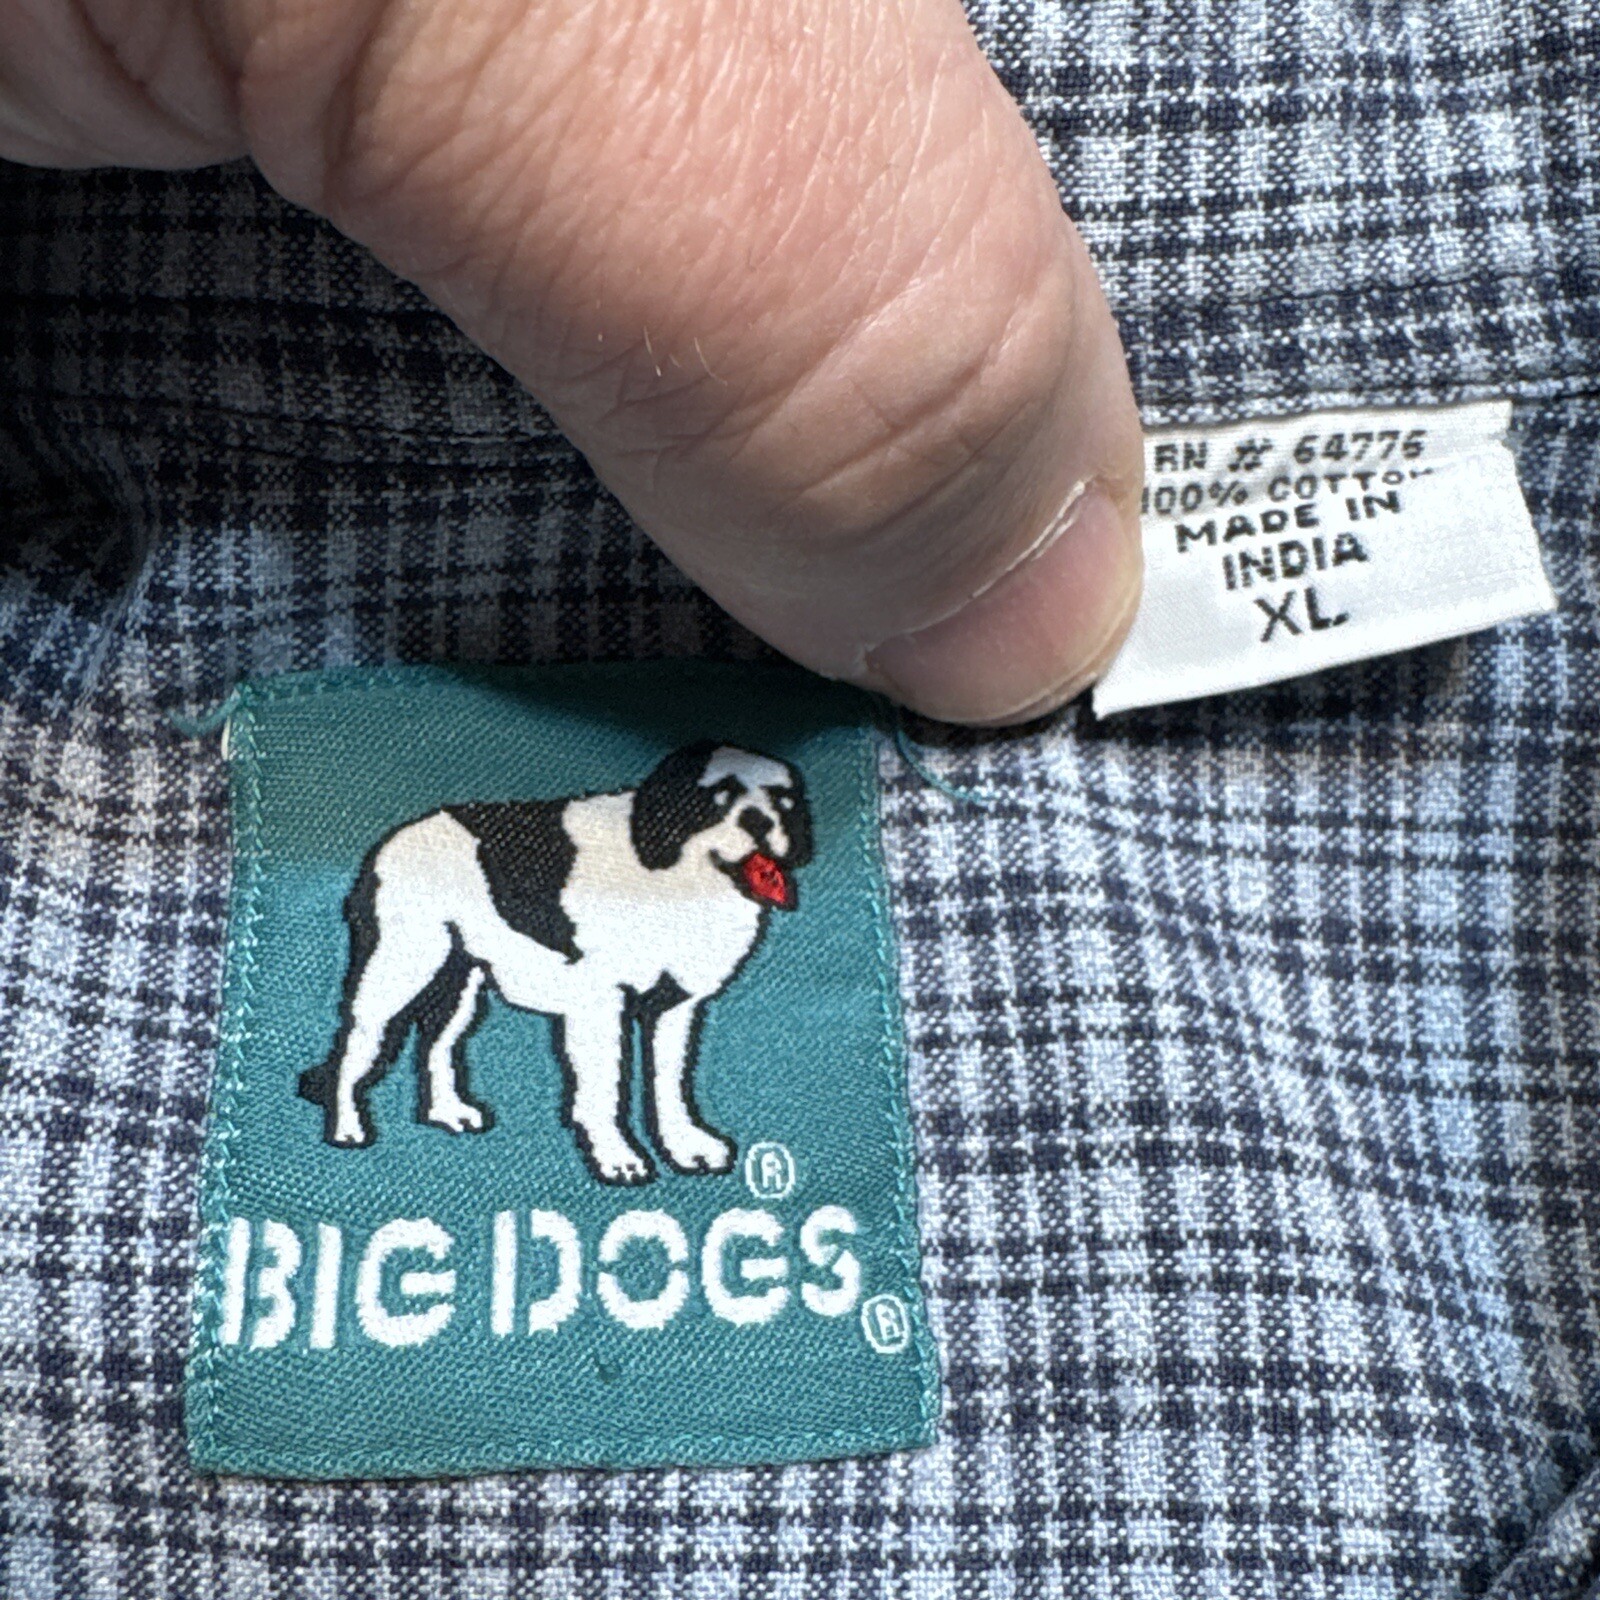 RN # 64776
100% COTTON
MADE IN
INDIA
XL
®
BIG DOGS®